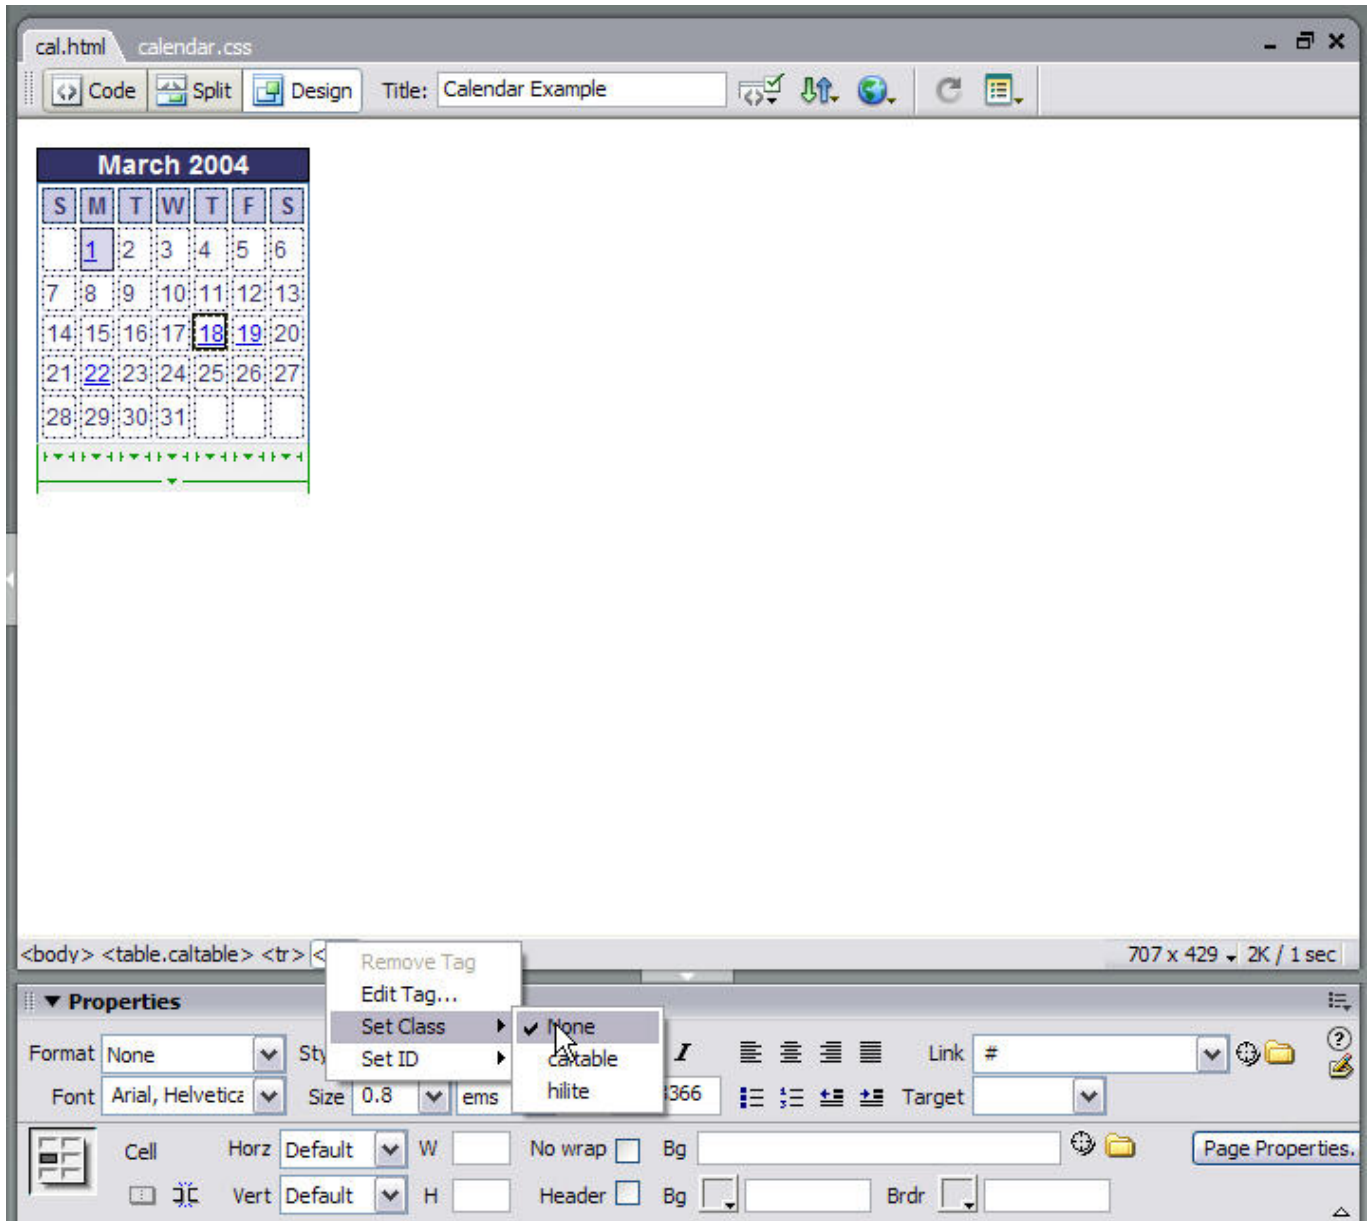 cal.html calendar.css
Code Split Design Title: Calendar Example
March 2004
S M T W T F S
1 2 3 4 5 6
7 8 9 10 11 12 13
14 15 16 17 18 19 20
21 22 23 24 25 26 27
28 29 30 31
<body> <table.caltable> <tr> < 707 x 429 2K / 1 sec
Remove Tag
Edit Tag...
Set Class
Set ID
None
caltable
hilite
Properties
Format None Sty I Link #
Font Arial, Helvetica Size 0.8 ems 366 Target
Cell Horz Default W No wrap Bg Page Properties.
Vert Default H Header Bg Brdr